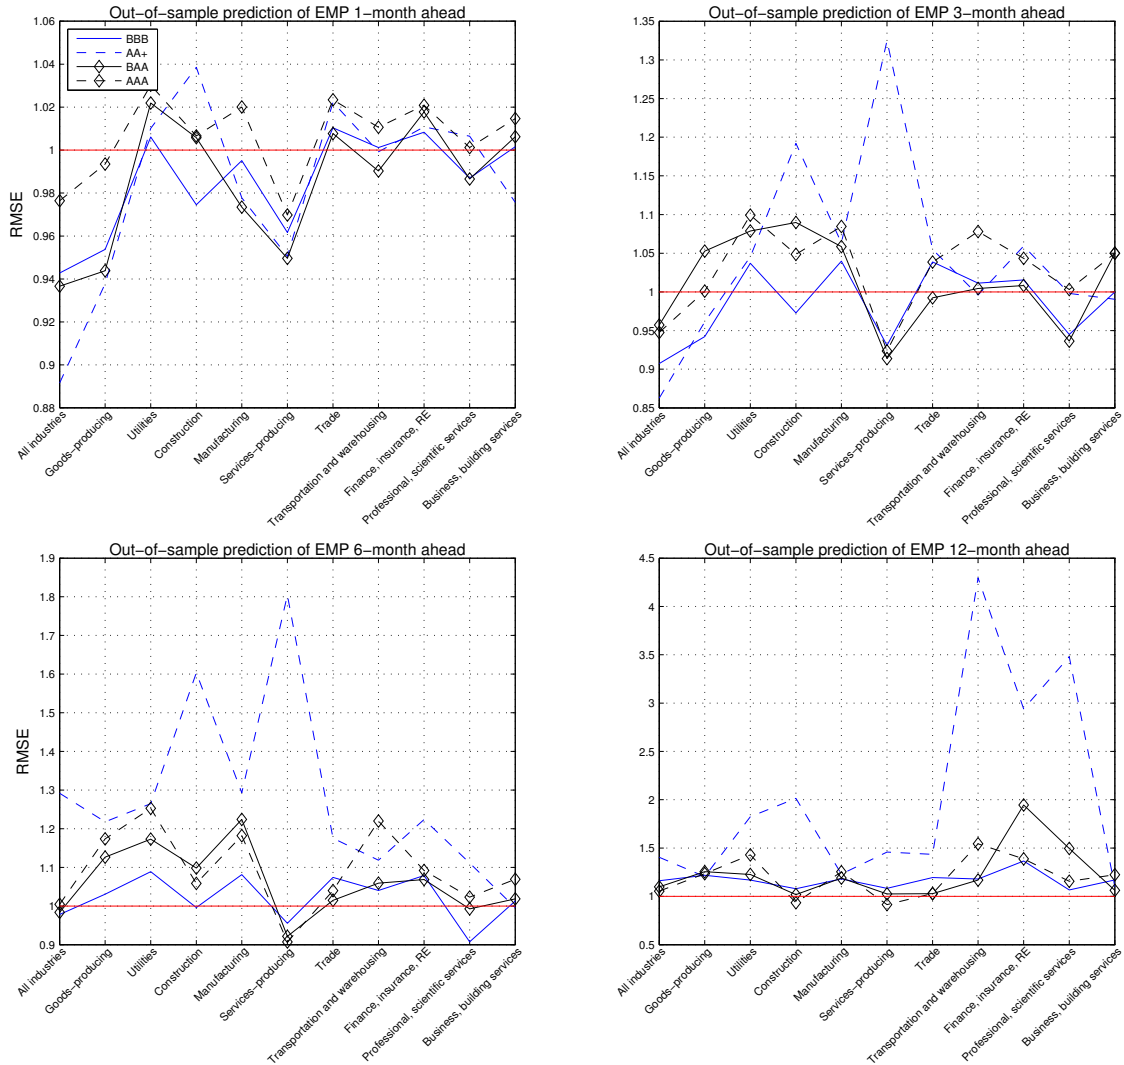 Out−of−sample prediction of EMP 1−month ahead
1.06
1.04
1.02
1
0.98
0.96
0.94
0.92
0.9
0.88
RMSE
BBB
AA+
BAA
AAA
All industries
Goods−producing
Utilities
Construction
Manufacturing
Services−producing
Trade
Transportation and warehousing
Finance, insurance, RE
Professional, scientific services
Business, building services
Out−of−sample prediction of EMP 3−month ahead
1.35
1.3
1.25
1.2
1.15
1.1
1.05
1
0.95
0.9
0.85
All industries
Goods−producing
Utilities
Construction
Manufacturing
Services−producing
Trade
Transportation and warehousing
Finance, insurance, RE
Professional, scientific services
Business, building services
Out−of−sample prediction of EMP 6−month ahead
1.9
1.8
1.7
1.6
1.5
1.4
1.3
1.2
1.1
1
0.9
RMSE
All industries
Goods−producing
Utilities
Construction
Manufacturing
Services−producing
Trade
Transportation and warehousing
Finance, insurance, RE
Professional, scientific services
Business, building services
Out−of−sample prediction of EMP 12−month ahead
4.5
4
3.5
3
2.5
2
1.5
1
0.5
All industries
Goods−producing
Utilities
Construction
Manufacturing
Services−producing
Trade
Transportation and warehousing
Finance, insurance, RE
Professional, scientific services
Business, building services